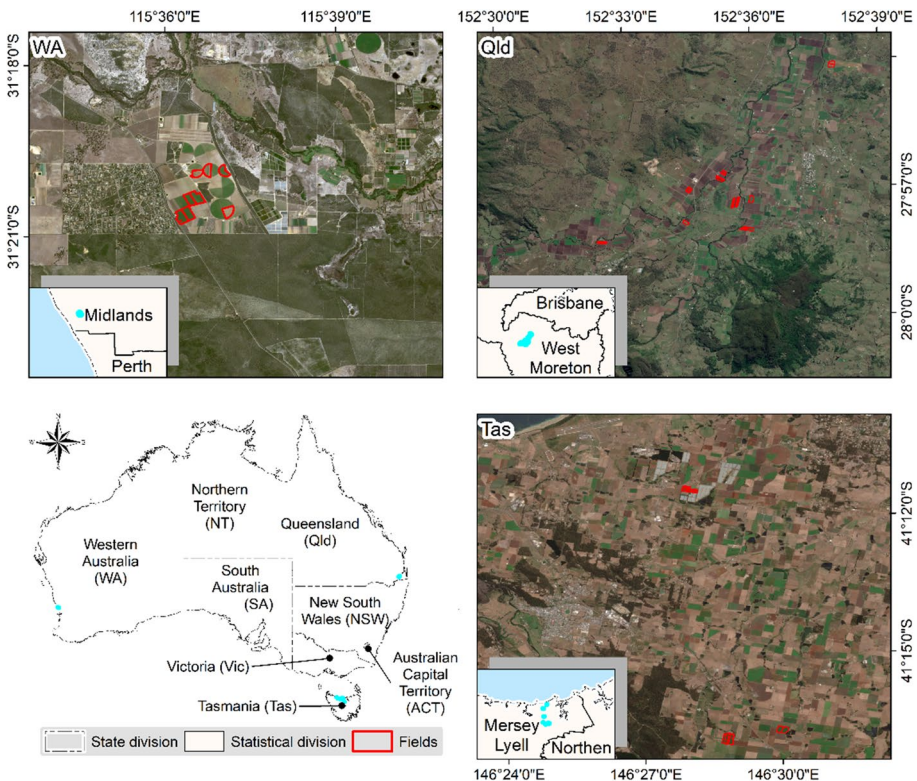 115°36'0"E 115°39'0"E
152°30'0"E 152°33'0"E 152°36'0"E 152°39'0"E
WA
31°18'0"S
31°21'0"S
Midlands
Perth
Qld
27°57'0"S
28°0'0"S
Brisbane
West
Moreton
Northern
Territory
(NT)
Queensland
(Qld)
Western
Australia
(WA)
South
Australia
(SA)
New South
Wales (NSW)
Victoria (Vic)
Australian
Capital
Territory
(ACT)
Tasmania (Tas)
State division
Statistical division
Fields
Tas
41°12'0"S
41°15'0"S
Mersey
Lyell
Northen
146°24'0"E 146°27'0"E 146°30'0"E